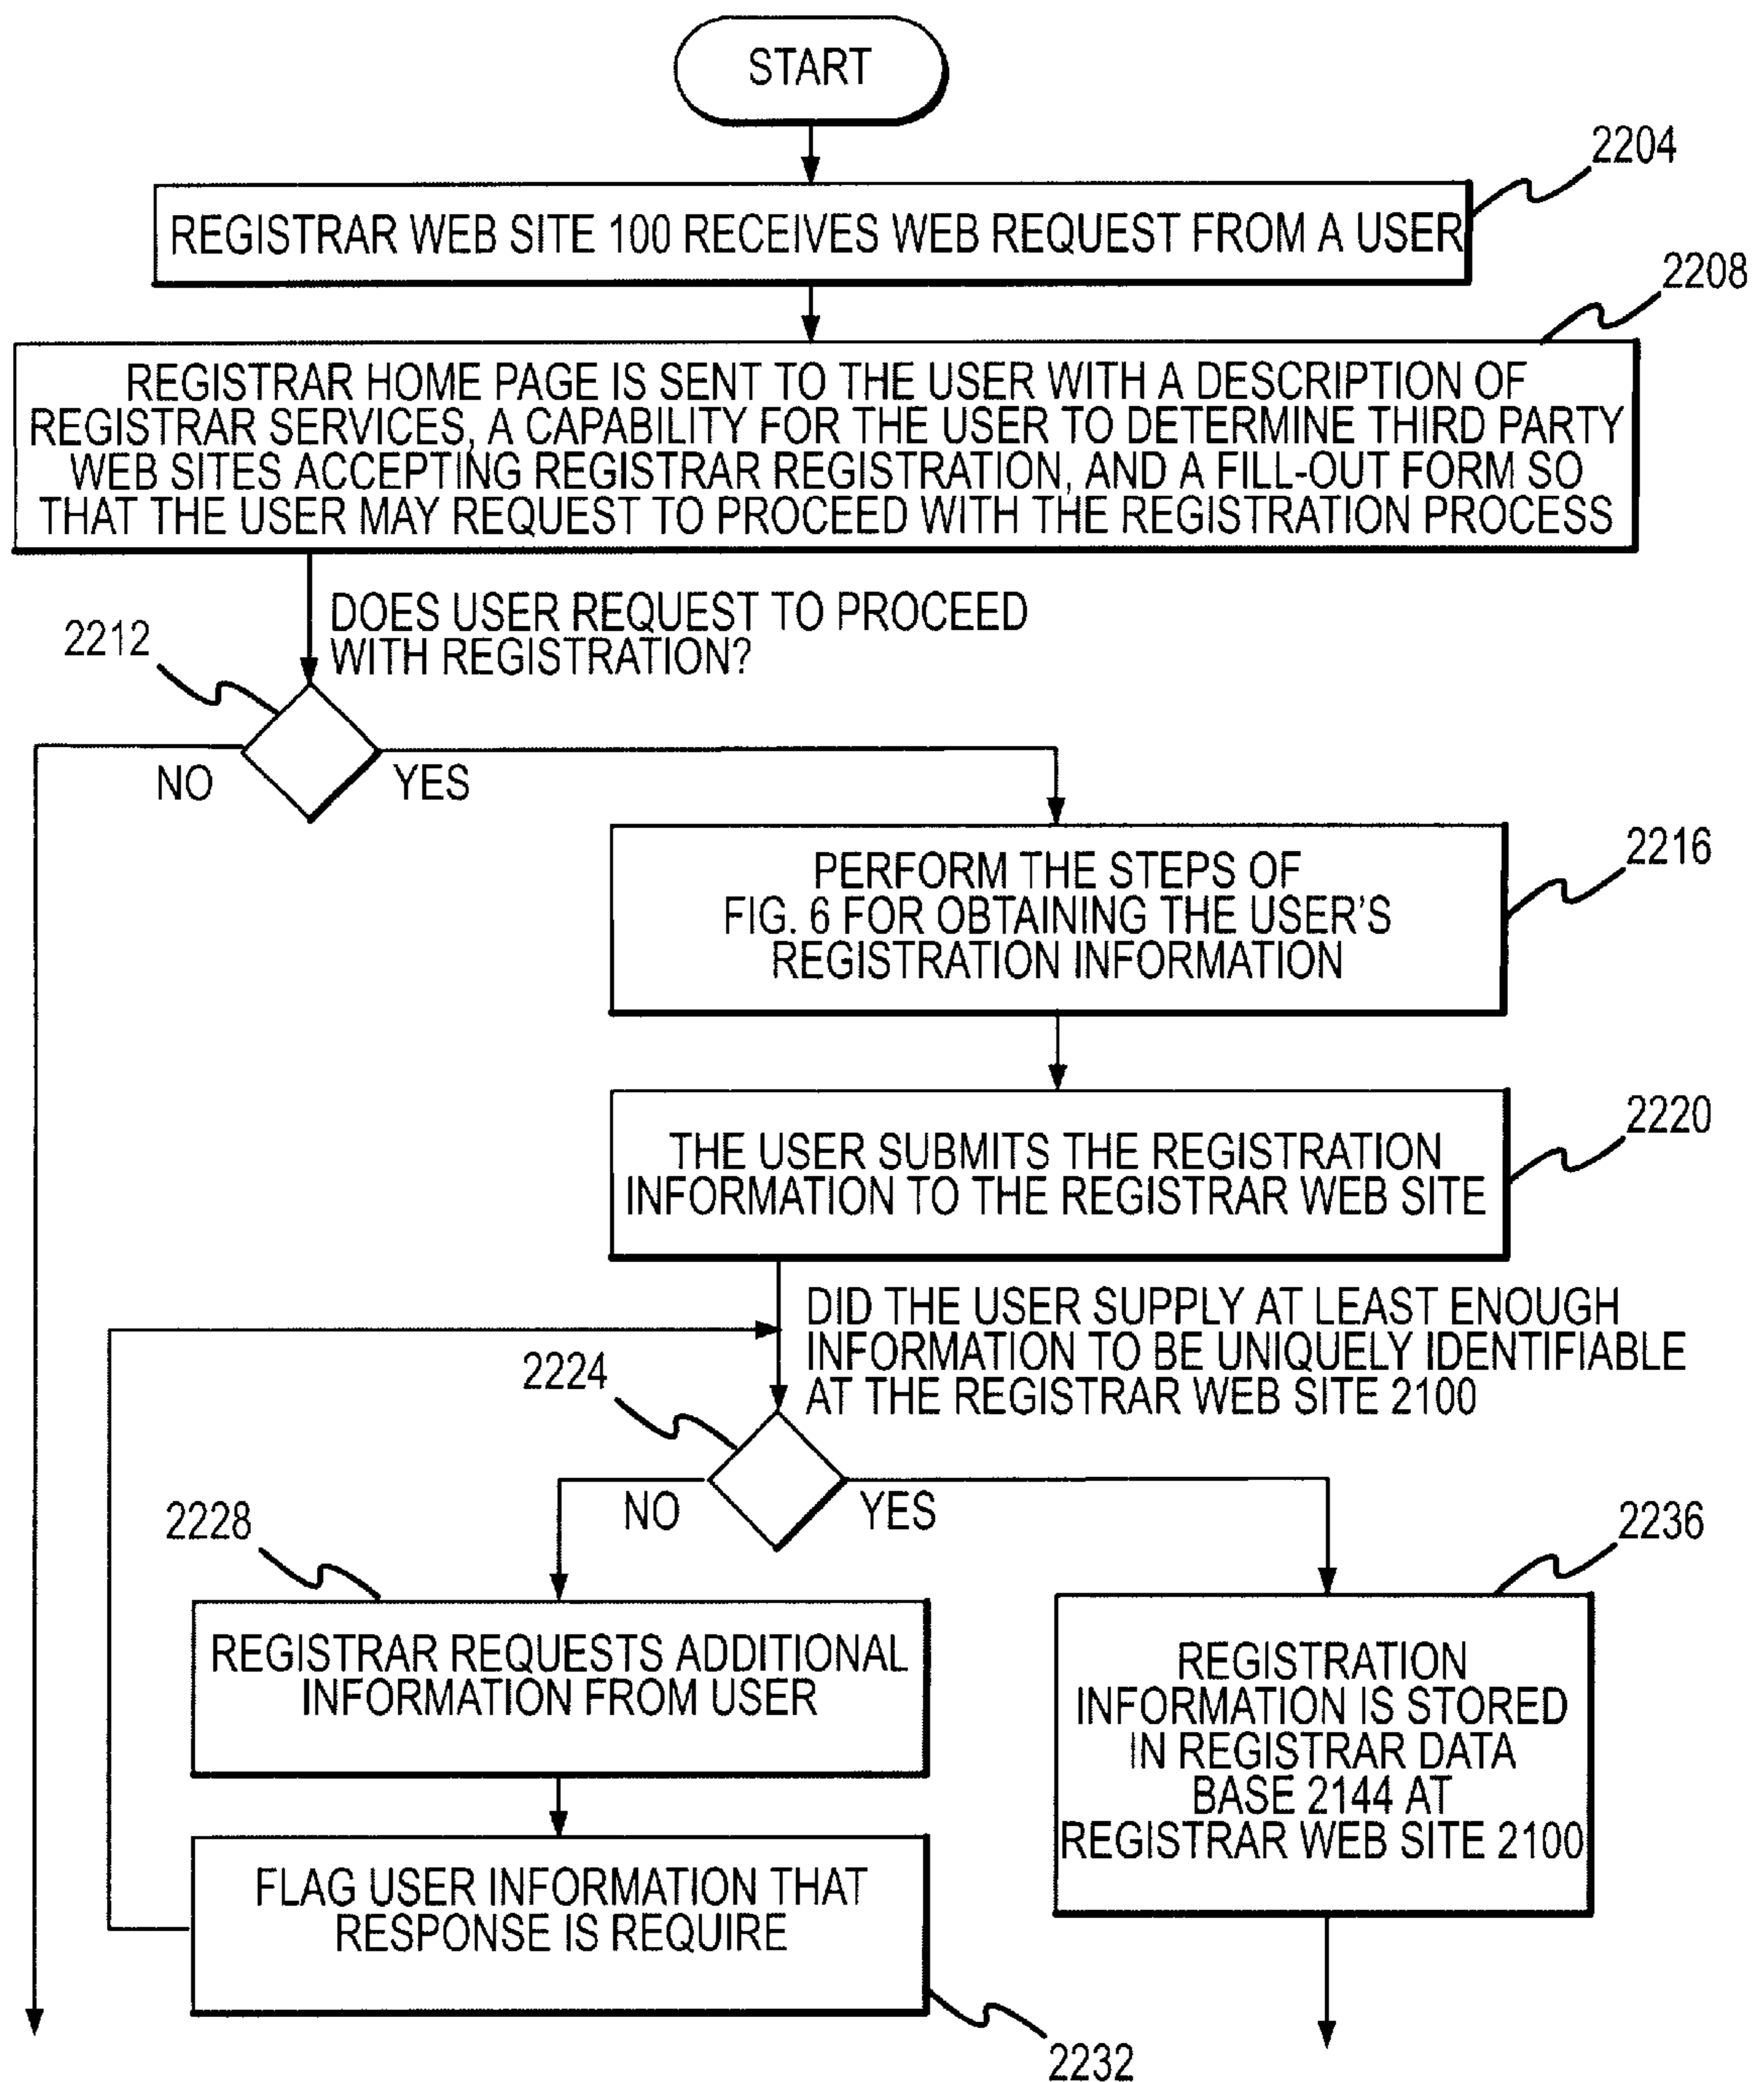 START
2204
REGISTRAR WEB SITE 100 RECEIVES WEB REQUEST FROM A USER
2208
REGISTRAR HOME PAGE IS SENT TO THE USER WITH A DESCRIPTION OF
REGISTRAR SERVICES, A CAPABILITY FOR THE USER TO DETERMINE THIRD PARTY
WEB SITES ACCEPTING REGISTRAR REGISTRATION, AND A FILL-OUT FORM SO
THAT THE USER MAY REQUEST TO PROCEED WITH THE REGISTRATION PROCESS
DOES USER REQUEST TO PROCEED
WITH REGISTRATION?
2212
NO
YES
2216
PERFORM THE STEPS OF
FIG. 6 FOR OBTAINING THE USER'S
REGISTRATION INFORMATION
2220
THE USER SUBMITS THE REGISTRATION
INFORMATION TO THE REGISTRAR WEB SITE
DID THE USER SUPPLY AT LEAST ENOUGH
INFORMATION TO BE UNIQUELY IDENTIFIABLE
AT THE REGISTRAR WEB SITE 2100
2224
NO
YES
2228
REGISTRAR REQUESTS ADDITIONAL
INFORMATION FROM USER
2236
REGISTRATION
INFORMATION IS STORED
IN REGISTRAR DATA
BASE 2144 AT
REGISTRAR WEB SITE 2100
FLAG USER INFORMATION THAT
RESPONSE IS REQUIRE
2232